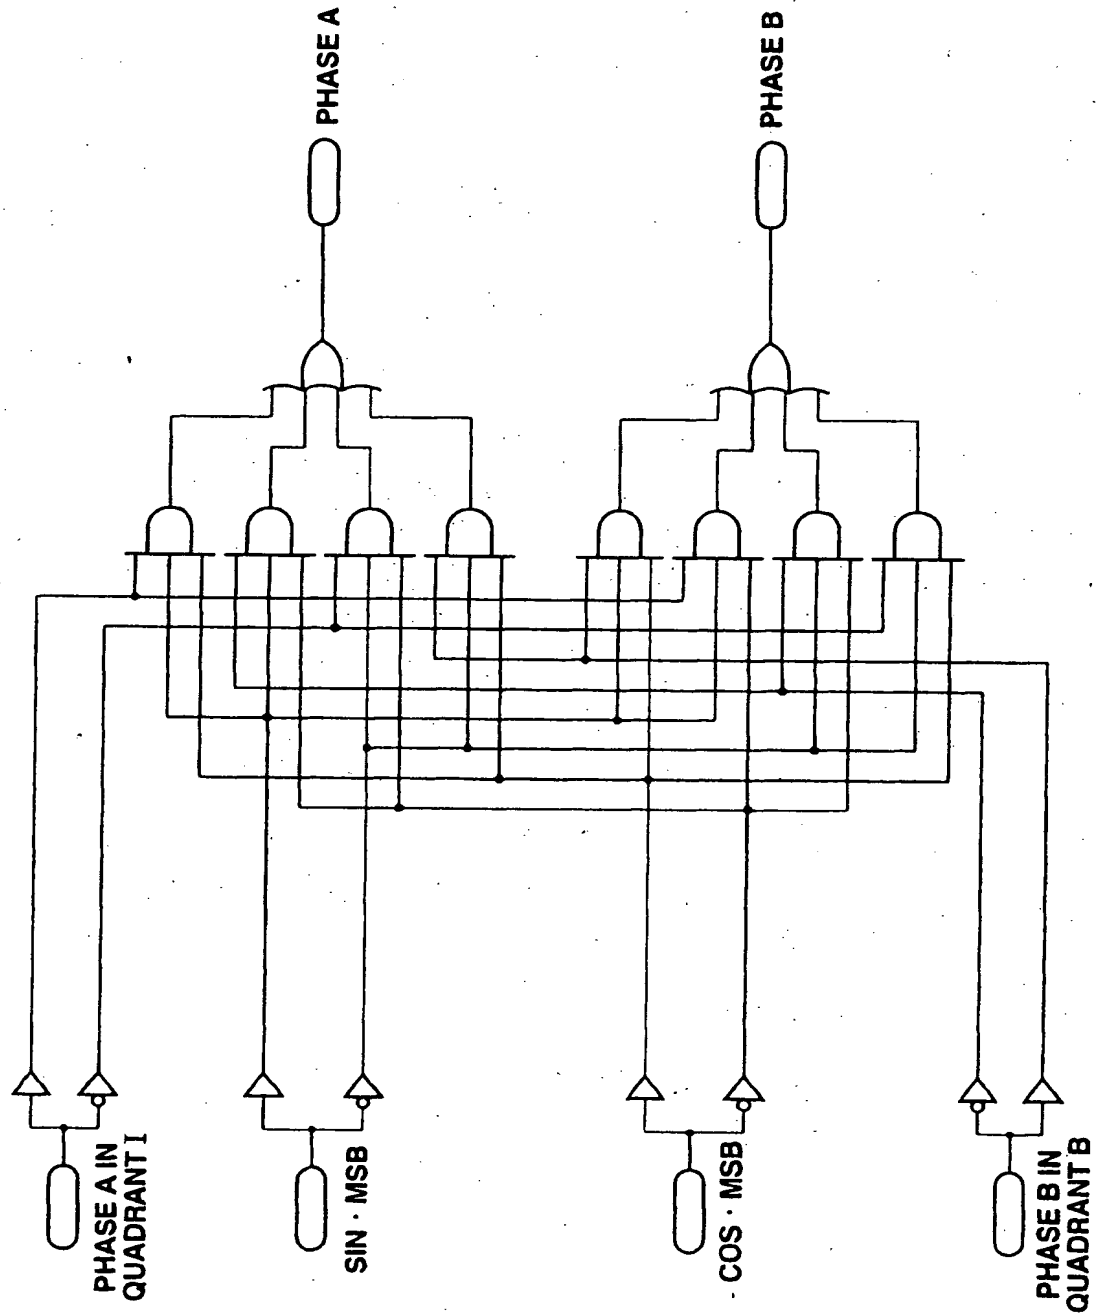 PHASE A IN
QUADRANT I
SIN · MSB
COS · MSB
PHASE B IN
QUADRANT B
PHASE A
PHASE B